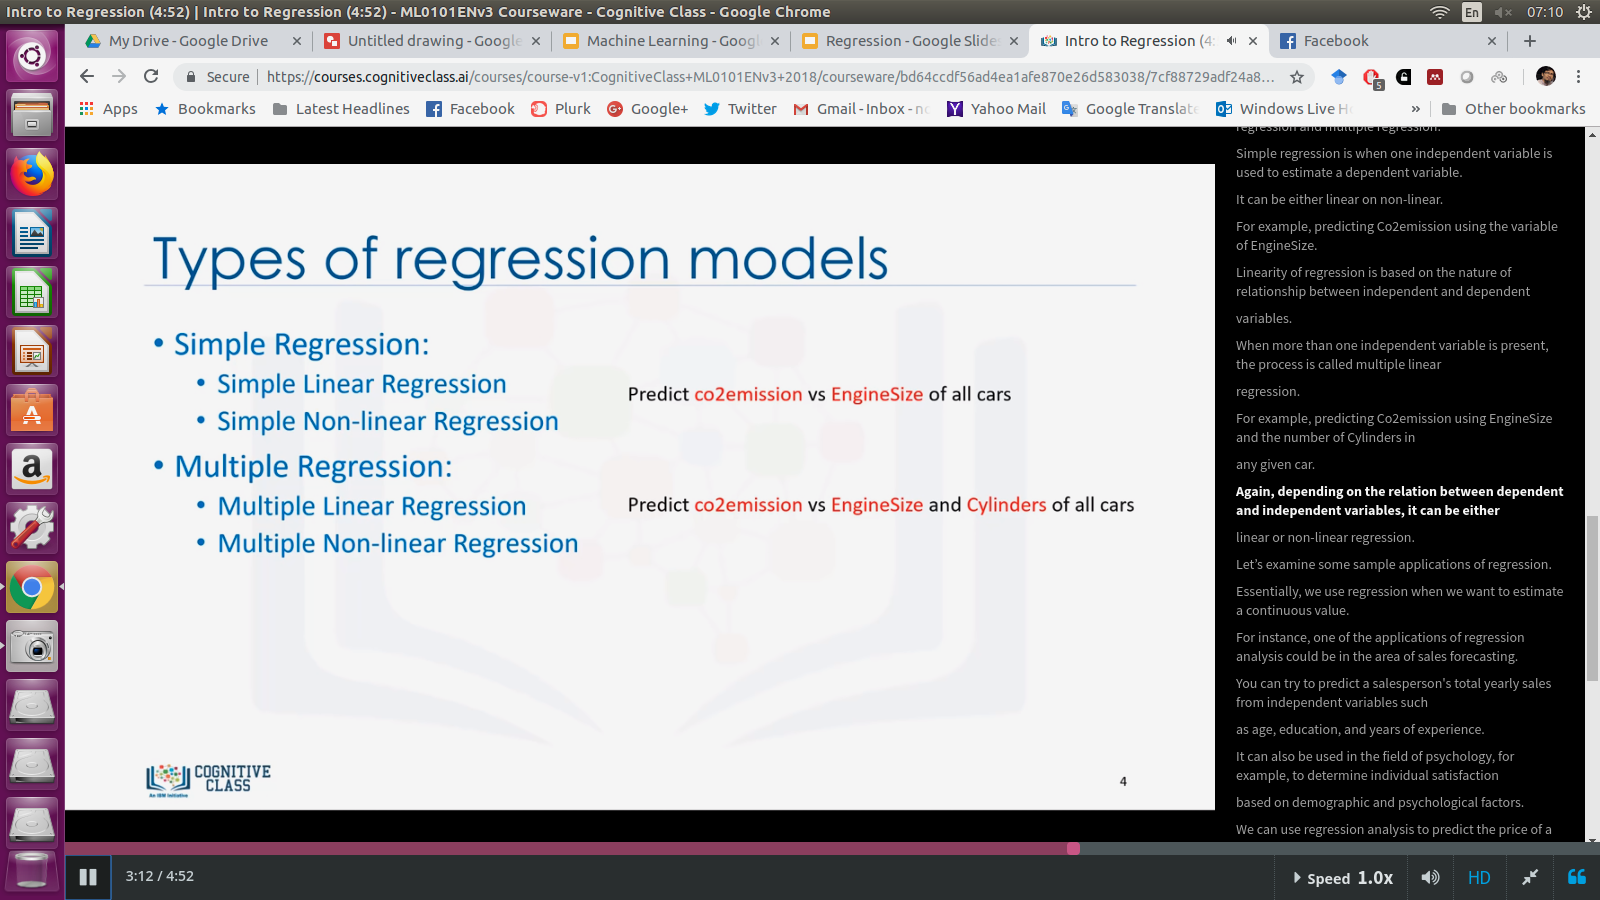 Intro to Regression (4:52) | Intro to Regression (4:52) - ML0101ENv3 Courseware - Cognitive Class - Google Chrome
En
07:10
My Drive - Google Drive
Untitled drawing - Google
Machine Learning - Googl
Regression - Google Slides
Intro to Regression (4:
Facebook
Secure
https://courses.cognitiveclass.ai/courses/course-v1:CognitiveClass+ML0101ENv3+2018/courseware/bd64ccdf56ad4ea1afe870e26d583038/7cf88729adf24a8...
5
Apps
Bookmarks
Latest Headlines
Facebook
Plurk
Google+
Twitter
Gmail - Inbox - no
Yahoo Mail
Google Translate
Windows Live H
»
Other bookmarks
Types of regression models
• Simple Regression:
• Simple Linear Regression
• Simple Non-linear Regression
Predict co2emission vs EngineSize of all cars
• Multiple Regression:
• Multiple Linear Regression
• Multiple Non-linear Regression
Predict co2emission vs EngineSize and Cylinders of all cars
COGNITIVE
CLASS
An IBM Initiative
4
regression and multiple regression.
Simple regression is when one independent variable is
used to estimate a dependent variable.
It can be either linear on non-linear.
For example, predicting Co2emission using the variable
of EngineSize.
Linearity of regression is based on the nature of
relationship between independent and dependent
variables.
When more than one independent variable is present,
the process is called multiple linear
regression.
For example, predicting Co2emission using EngineSize
and the number of Cylinders in
any given car.
Again, depending on the relation between dependent
and independent variables, it can be either
linear or non-linear regression.
Let's examine some sample applications of regression.
Essentially, we use regression when we want to estimate
a continuous value.
For instance, one of the applications of regression
analysis could be in the area of sales forecasting.
You can try to predict a salesperson's total yearly sales
from independent variables such
as age, education, and years of experience.
It can also be used in the field of psychology, for
example, to determine individual satisfaction
based on demographic and psychological factors.
We can use regression analysis to predict the price of a
3:12 / 4:52
Speed 1.0x
HD